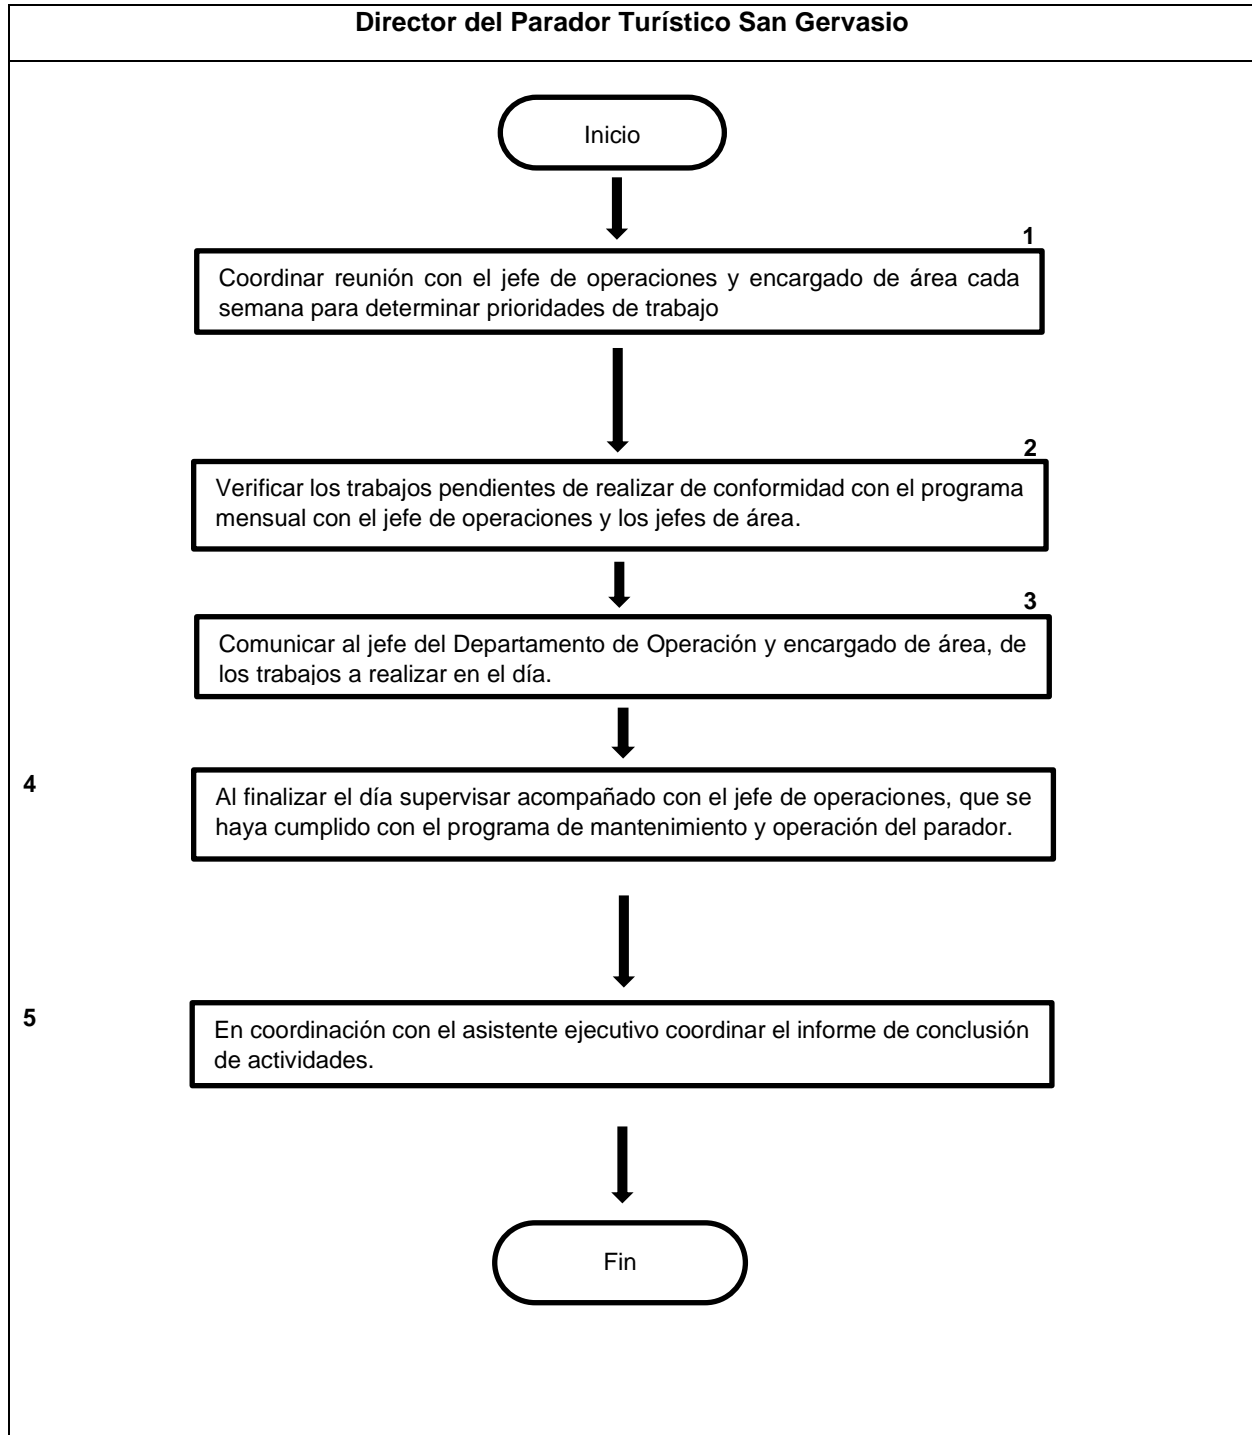 Director del Parador Turístico San Gervasio
Inicio
1
Coordinar reunión con el jefe de operaciones y encargado de área cada
semana para determinar prioridades de trabajo
2
Verificar los trabajos pendientes de realizar de conformidad con el programa
mensual con el jefe de operaciones y los jefes de área.
3
Comunicar al jefe del Departamento de Operación y encargado de área, de
los trabajos a realizar en el día.
4
Al finalizar el día supervisar acompañado con el jefe de operaciones, que se
haya cumplido con el programa de mantenimiento y operación del parador.
5
En coordinación con el asistente ejecutivo coordinar el informe de conclusión
de actividades.
Fin